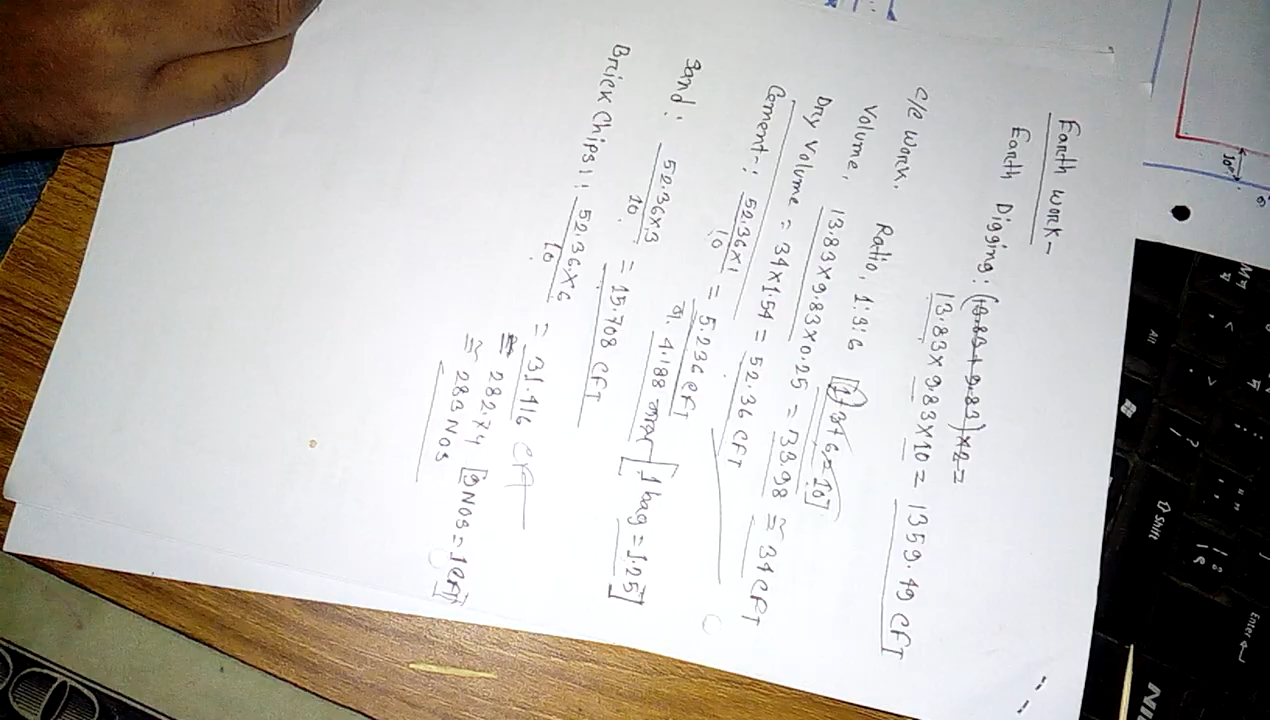 Earth work-
Earth Digging: (13.83 + 9.83) × 2 =
13.83 × 9.83 × 10 = 1359.49 CFT
C/C work. Ratio, 1:3:6 [1+3+6=10]
Volume, 13.83 × 9.83 × 0.25 = 33.98 ≅ 34 CFT
Dry Volume = 34 × 1.54 = 52.36 CFT
Cement-: 52.36×1 / 10 = 5.236 CFT
4.188 [1 bag = 1.25]
Sand: 52.36×3 / 10 = 15.708 CFT
Brick Chips: 52.36×6 / 10 = 31.416 CFT
≅ 282.74 [9 Nos = 1 CFT]
≅ 283 Nos
10"
Alt
Shift
Enter